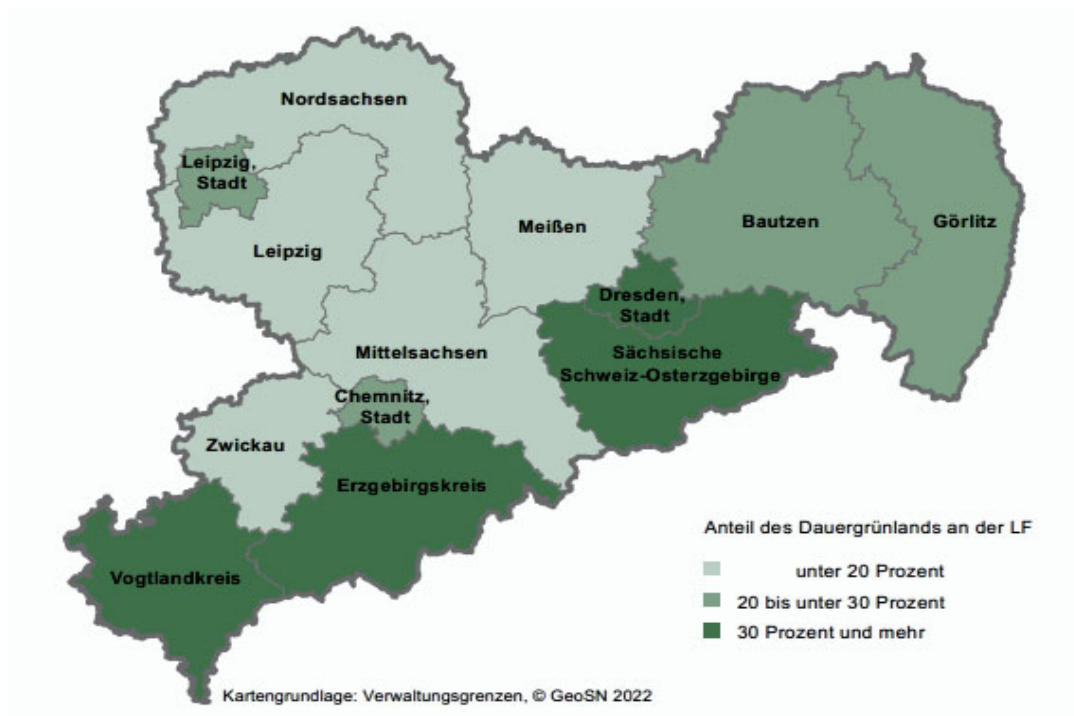 Nordsachsen
Leipzig,
Stadt
Leipzig
Meißen
Bautzen
Görlitz
Dresden,
Stadt
Sächsische
Schweiz-Osterzgebirge
Mittelsachsen
Chemnitz,
Stadt
Zwickau
Erzgebirgskreis
Vogtlandkreis
Anteil des Dauergrünlands an der LF
unter 20 Prozent
20 bis unter 30 Prozent
30 Prozent und mehr
Kartengrundlage: Verwaltungsgrenzen, © GeoSN 2022